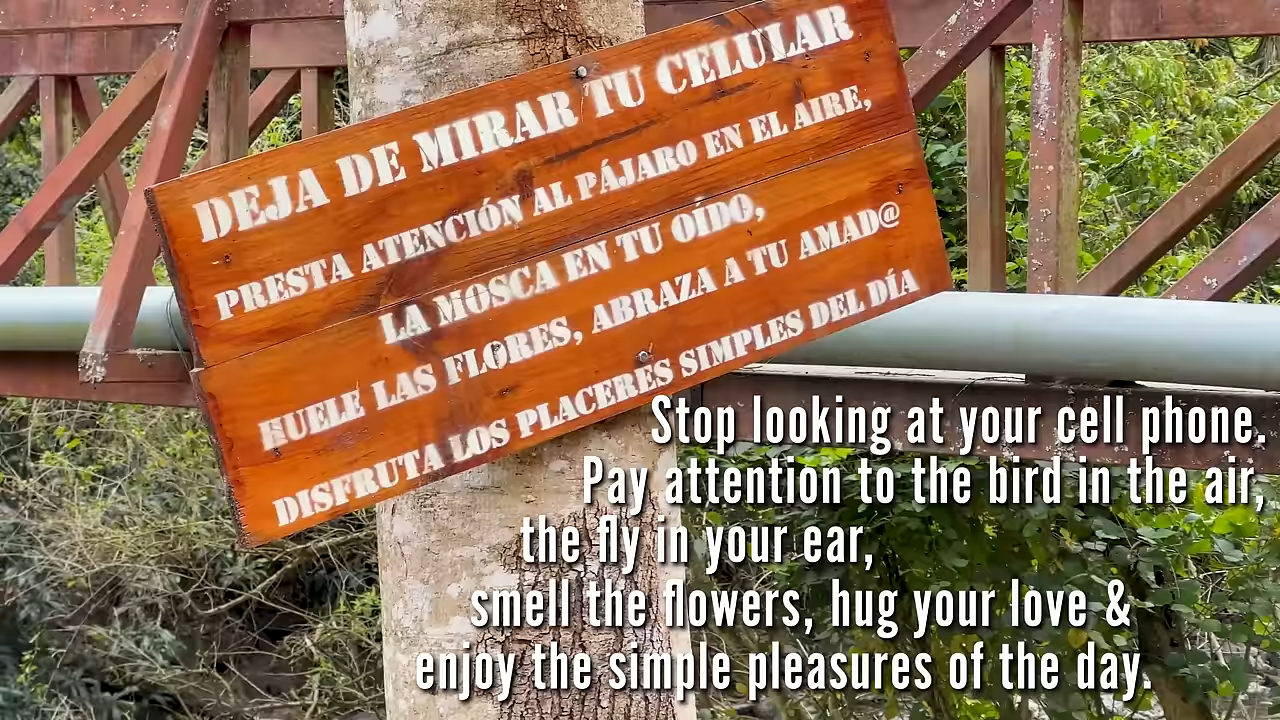 DEJA DE MIRAR TU CELULAR
PRESTA ATENCIÓN AL PÁJARO EN EL AIRE,
LA MOSCA EN TU OÍDO,
HUELE LAS FLORES, ABRAZA A TU AMAD@
DISFRUTA LOS PLACERES SIMPLES DEL DÍA
Stop looking at your cell phone.
Pay attention to the bird in the air,
the fly in your ear,
smell the flowers, hug your love &
enjoy the simple pleasures of the day.